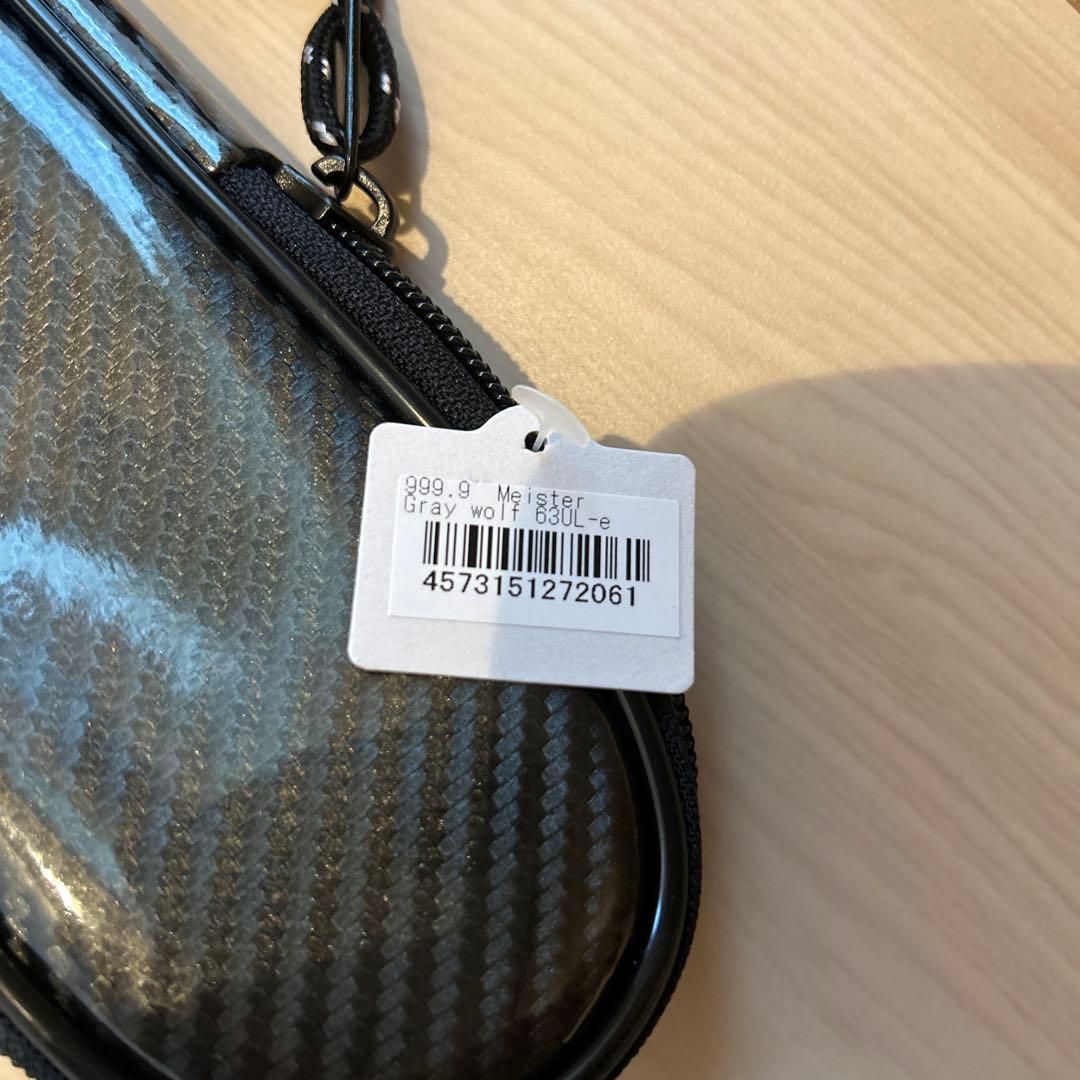 999.9 Meister
Gray wolf 63UL-e
4573151272061